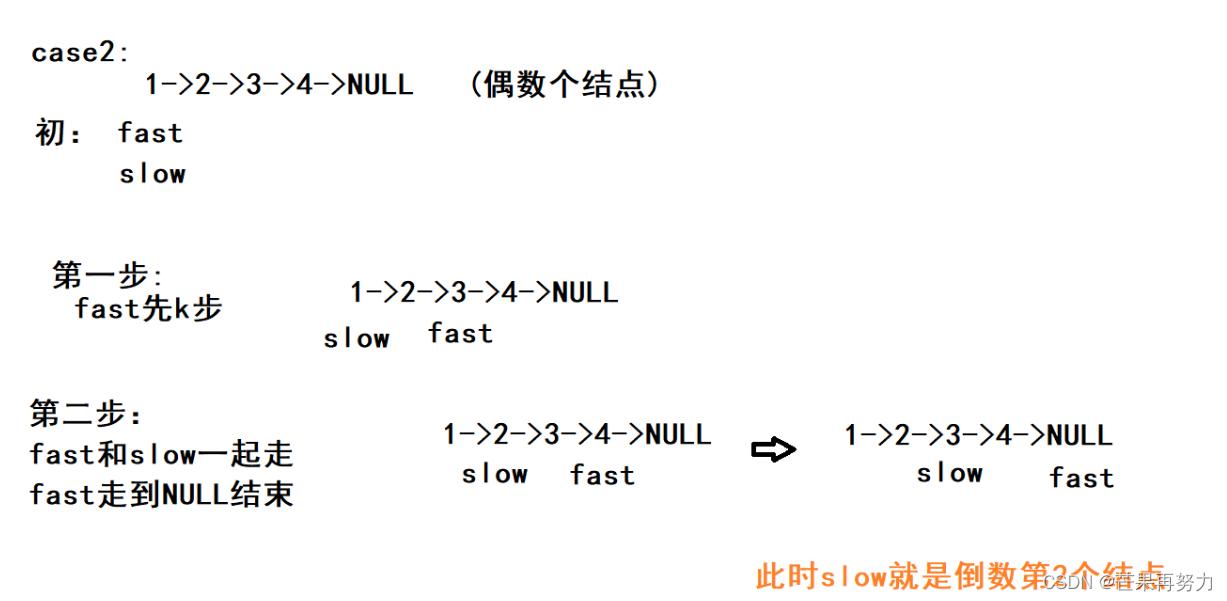 case2:
1->2->3->4->NULL (偶数个结点)
初: fast
slow
第一步:
fast先k步
1->2->3->4->NULL
slow fast
第二步:
fast和slow一起走
fast走到NULL结束
1->2->3->4->NULL
slow fast
1->2->3->4->NULL
slow fast
此时slow就是倒数第2个结点
CSDN @芒果再努力